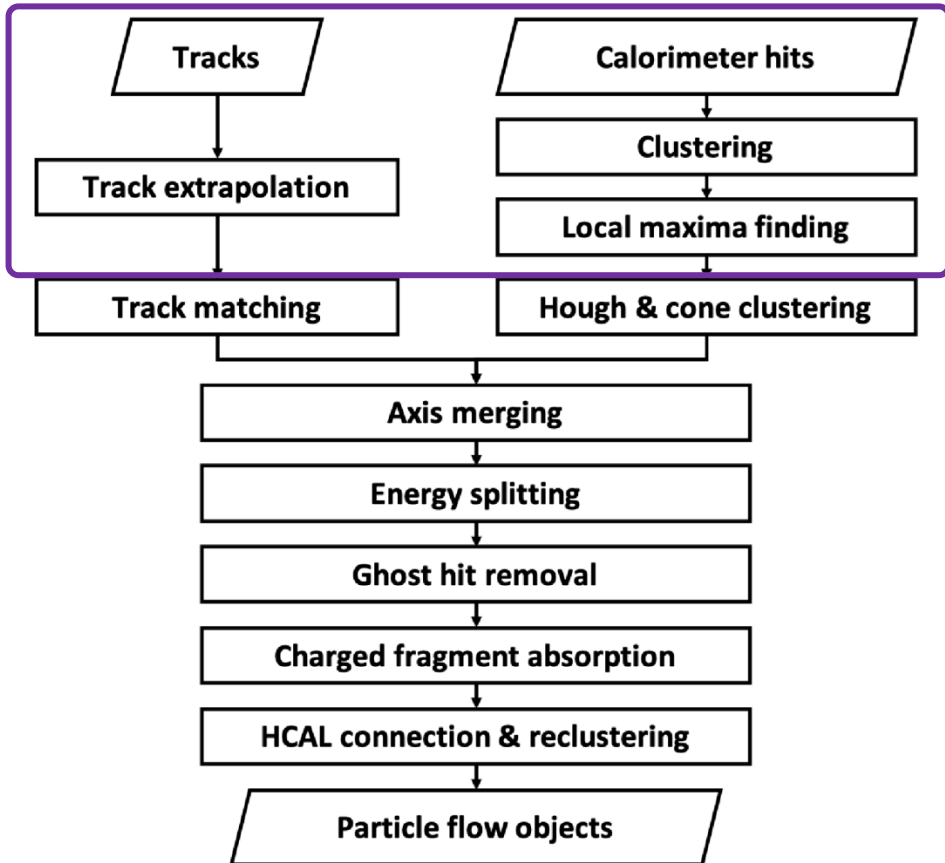 Tracks
Calorimeter hits
Clustering
Track extrapolation
Local maxima finding
Track matching
Hough & cone clustering
Axis merging
Energy splitting
Ghost hit removal
Charged fragment absorption
HCAL connection & reclustering
Particle flow objects